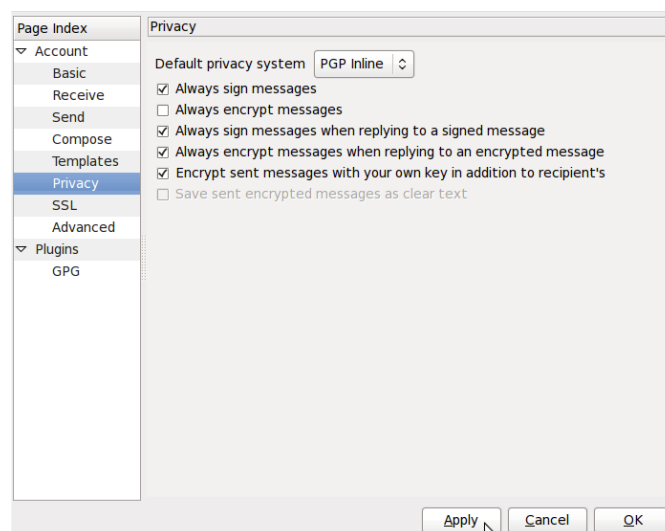 Page Index
Account
Basic
Receive
Send
Compose
Templates
Privacy
SSL
Advanced
Plugins
GPG
Privacy
Default privacy system PGP Inline
Always sign messages
Always encrypt messages
Always sign messages when replying to a signed message
Always encrypt messages when replying to an encrypted message
Encrypt sent messages with your own key in addition to recipient's
Save sent encrypted messages as clear text
Apply Cancel OK